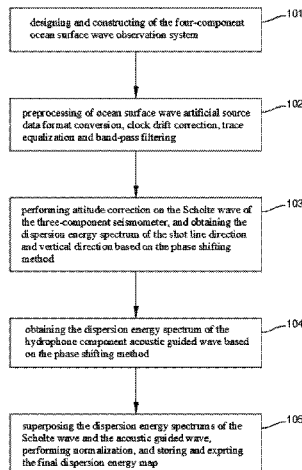 designing and constructing of the four-component
ocean surface wave observation system
101
preprocessing of ocean surface wave artificial source
data format conversion, clock drift correction, trace
equalization and band-pass filtering
102
performing attitude correction on the Scholte wave of
the three-component seismometer, and obtaining the
dispersion energy spectrum of the shot line direction
and vertical direction based on the phase shifting
method
103
obtaining the dispersion energy spectrum of the
hydrophone component acoustic guided wave based
on the phase shifting method
104
superposing the dispersion energy spectrums of the
Scholte wave and the acoustic guided wave,
performing normalization, and storing and exprting
the final dispersion energy map
105